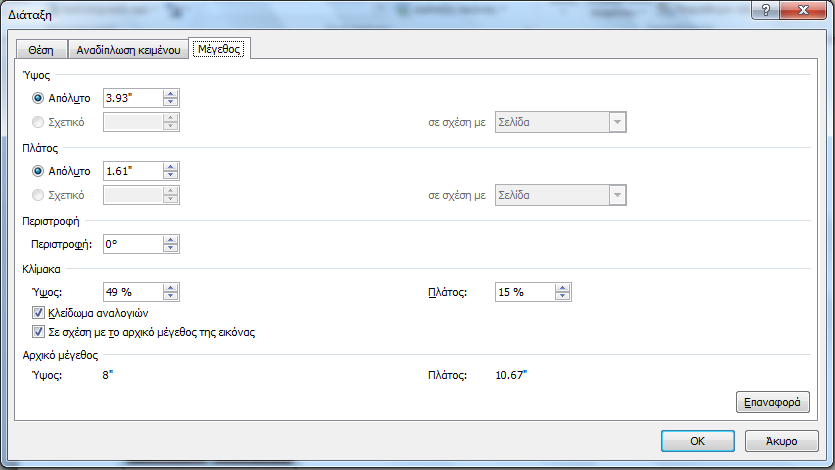 Διάταξη
Θέση Αναδίπλωση κειμένου Μέγεθος
Ύψος
Απόλυτο 3.93"
Σχετικό σε σχέση με Σελίδα
Πλάτος
Απόλυτο 1.61"
Σχετικό σε σχέση με Σελίδα
Περιστροφή
Περιστροφή: 0°
Κλίμακα
Ύψος: 49 % Πλάτος: 15 %
Κλείδωμα αναλογιών
Σε σχέση με το αρχικό μέγεθος της εικόνας
Αρχικό μέγεθος
Ύψος: 8" Πλάτος: 10.67"
Επαναφορά
OK Άκυρο